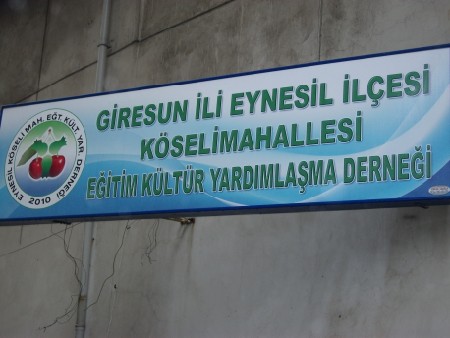 GİRESUN İLİ EYNESİL İLÇESİ
KÖSELİMAHALLESİ
EĞİTİM KÜLTÜR YARDIMLAŞMA DERNEĞİ
EYNESİL KÖSELİ MAH. EĞT. KÜLT. YAR. DERNEĞİ
2010